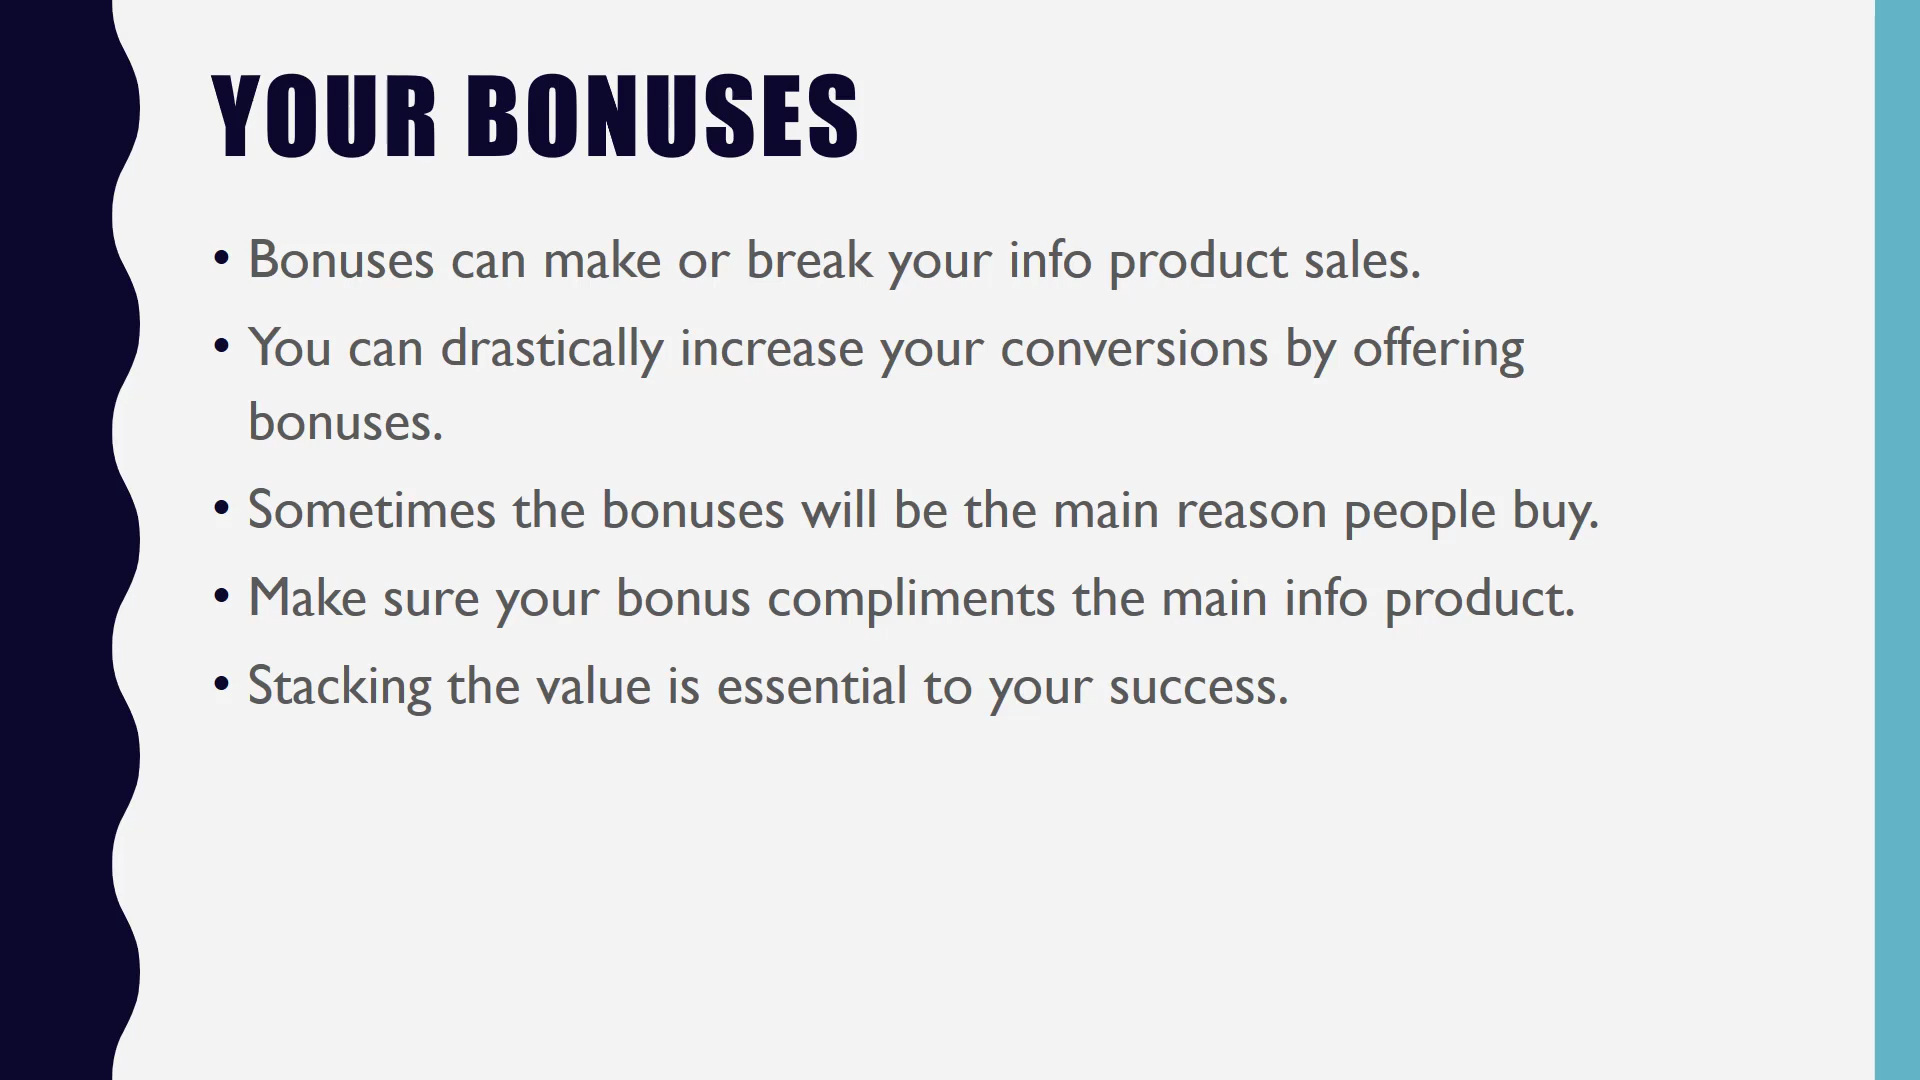 YOUR BONUSES
• Bonuses can make or break your info product sales.
• You can drastically increase your conversions by offering
bonuses.
• Sometimes the bonuses will be the main reason people buy.
• Make sure your bonus compliments the main info product.
• Stacking the value is essential to your success.